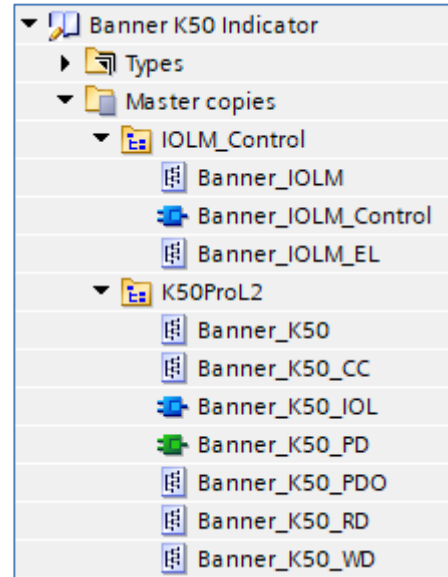 Banner K50 Indicator
Types
Master copies
IOLM_Control
Banner_IOLM
Banner_IOLM_Control
Banner_IOLM_EL
K50ProL2
Banner_K50
Banner_K50_CC
Banner_K50_IOL
Banner_K50_PD
Banner_K50_PDO
Banner_K50_RD
Banner_K50_WD